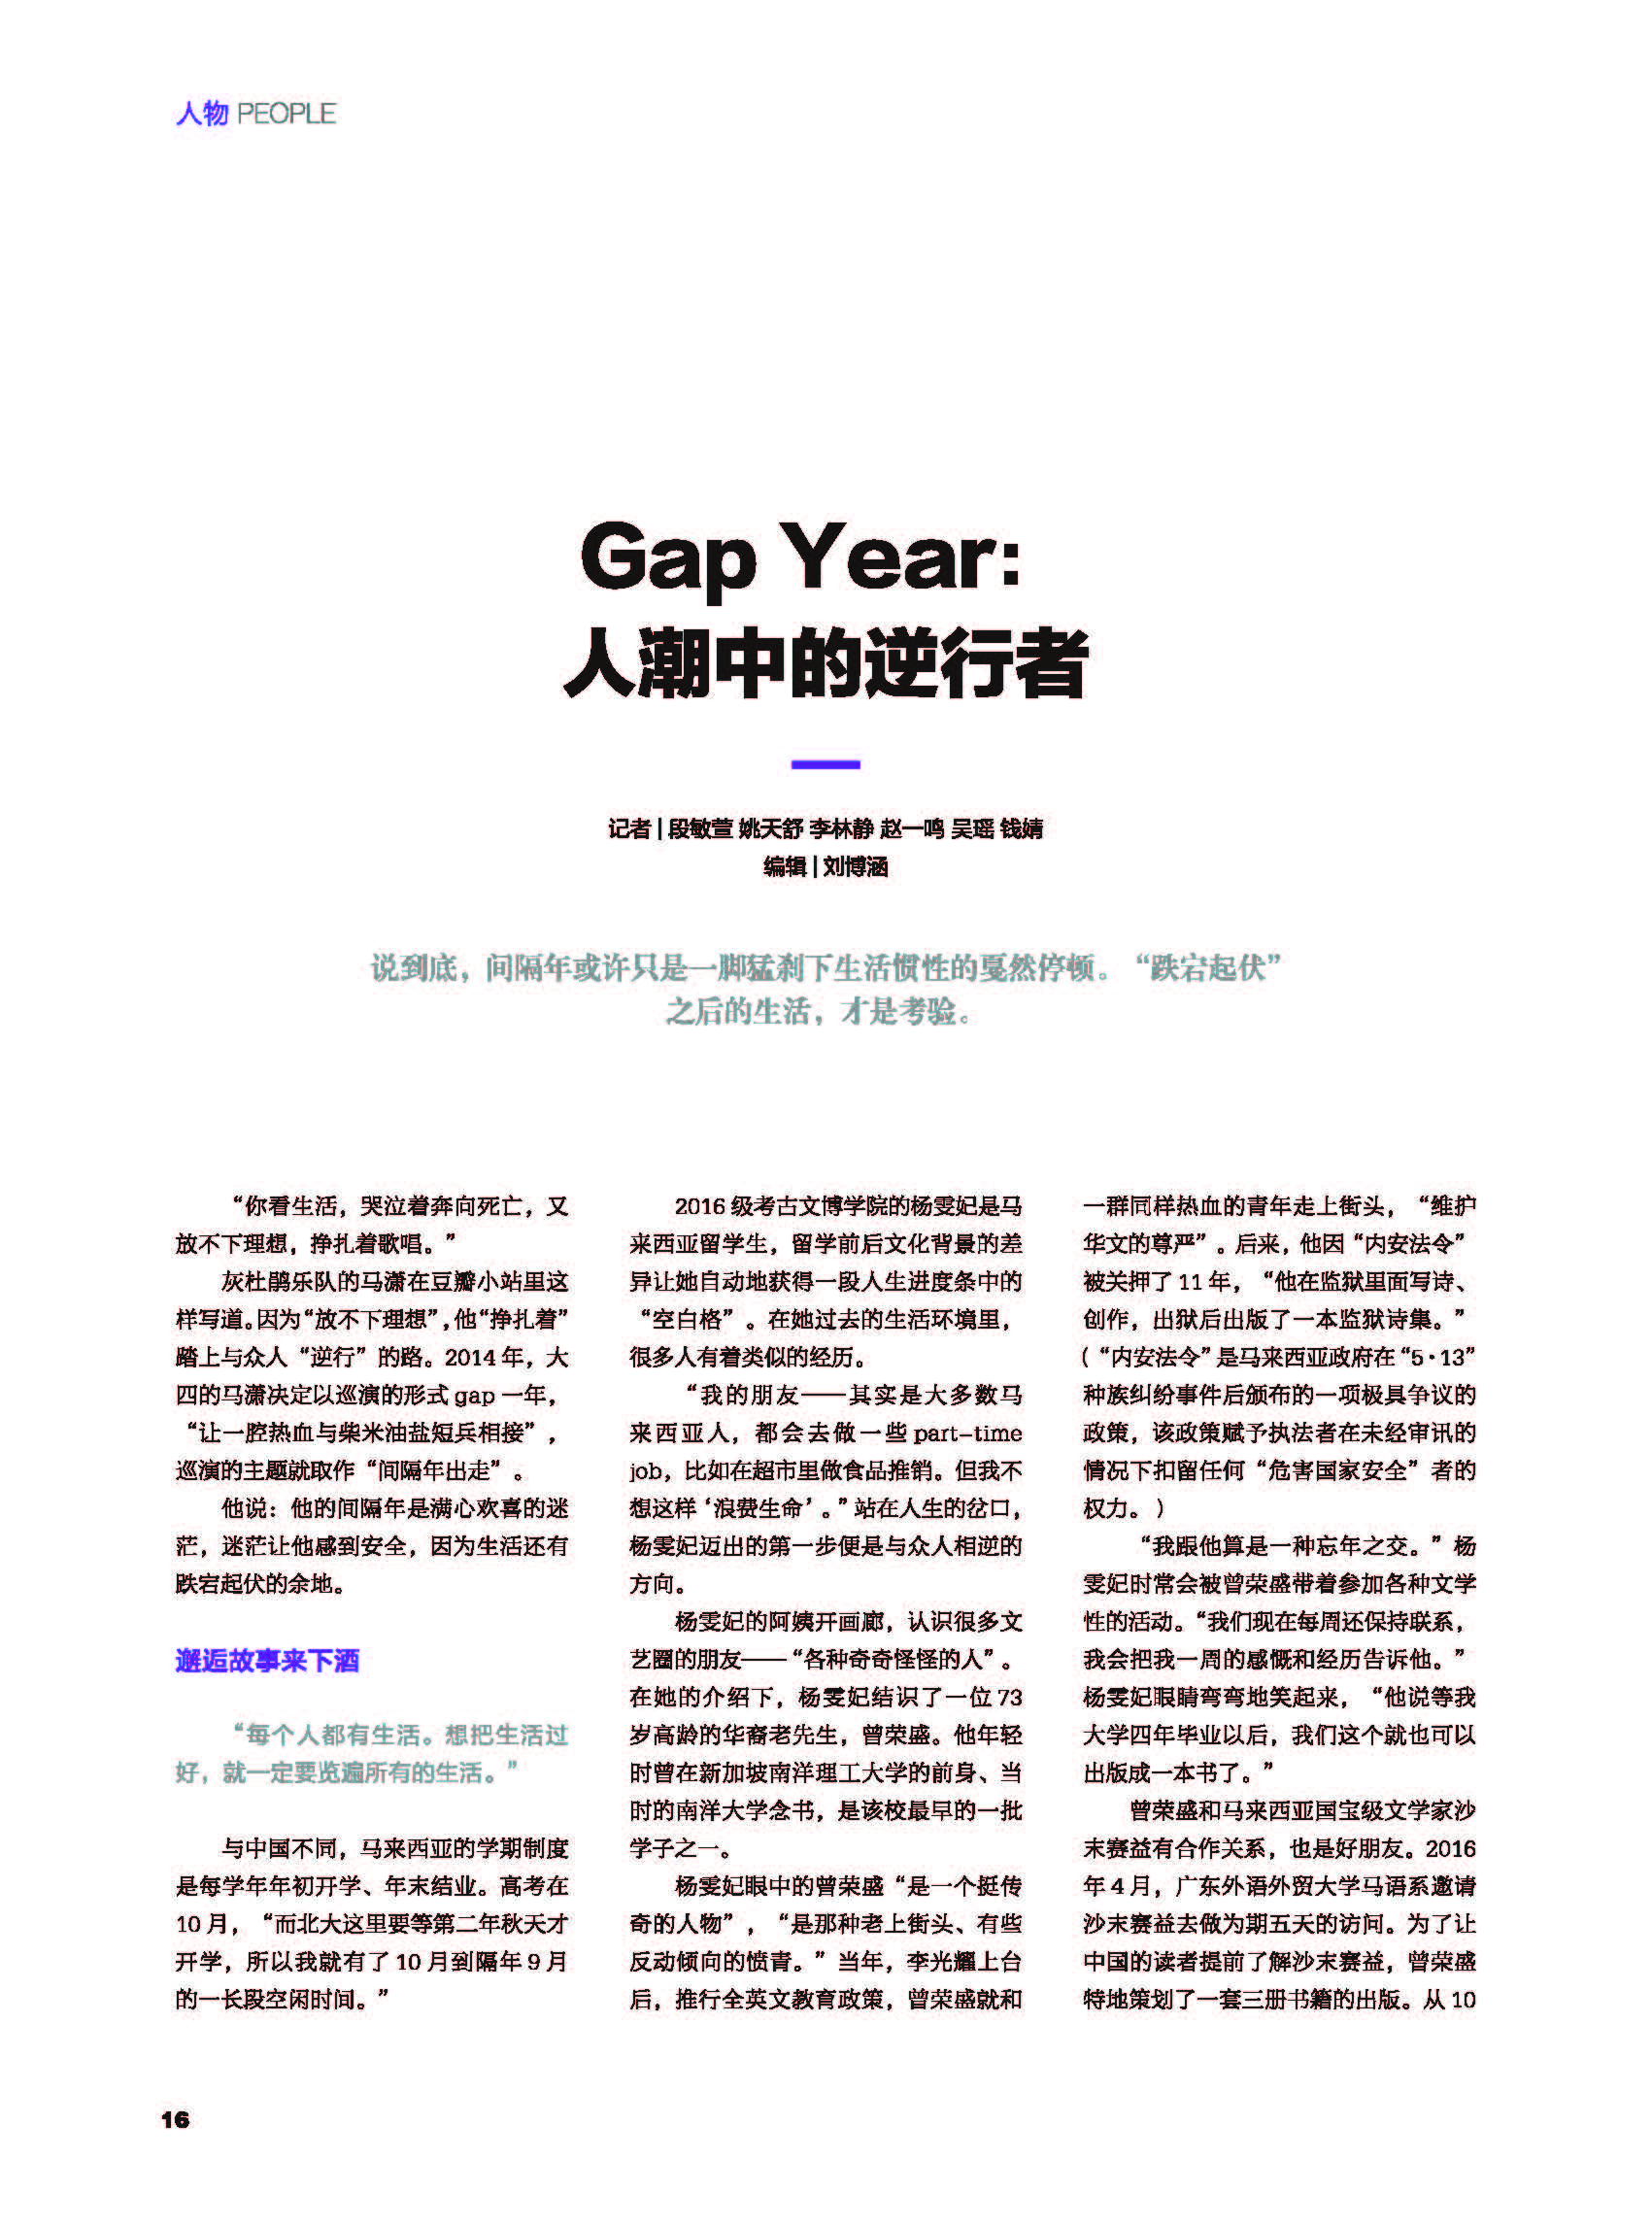 人物 PEOPLE
Gap Year:
人潮中的逆行者
记者 | 段敏萱 姚天舒 李林静 赵一鸣 吴瑶 钱婧
编辑 | 刘博涵
说到底，间隔年或许只是一脚猛刹下生活惯性的戛然停顿。“跌宕起伏”
之后的生活，才是考验。
“你看生活，哭泣着奔向死亡，又
放不下理想，挣扎着歌唱。”
灰杜鹃乐队的马潇在豆瓣小站里这
样写道。因为“放不下理想”，他“挣扎着”
踏上与众人“逆行”的路。2014 年，大
四的马潇决定以巡演的形式 gap 一年，
“让一腔热血与柴米油盐短兵相接”，
巡演的主题就取作“间隔年出走”。
他说：他的间隔年是满心欢喜的迷
茫，迷茫让他感到安全，因为生活还有
跌宕起伏的余地。
邂逅故事来下酒
“每个人都有生活。想把生活过
好，就一定要览遍所有的生活。”
与中国不同，马来西亚的学期制度
是每学年年初开学、年末结业。高考在
10 月，“而北大这里要等第二年秋天才
开学，所以我就有了 10 月到隔年 9 月
的一长段空闲时间。”
2016 级考古文博学院的杨雯妃是马
来西亚留学生，留学前后文化背景的差
异让她自动地获得一段人生进度条中的
“空白格”。在她过去的生活环境里，
很多人有着类似的经历。
“我的朋友——其实是大多数马
来西亚人，都会去做一些 part-time
job，比如在超市里做食品推销。但我不
想这样‘浪费生命’。”站在人生的岔口，
杨雯妃迈出的第一步便是与众人相逆的
方向。
杨雯妃的阿姨开画廊，认识很多文
艺圈的朋友——“各种奇奇怪怪的人”。
在她的介绍下，杨雯妃结识了一位 73
岁高龄的华裔老先生，曾荣盛。他年轻
时曾在新加坡南洋理工大学的前身、当
时的南洋大学念书，是该校最早的一批
学子之一。
杨雯妃眼中的曾荣盛“是一个挺传
奇的人物”，“是那种老上街头、有些
反动倾向的愤青。”当年，李光耀上台
后，推行全英文教育政策，曾荣盛就和
一群同样热血的青年走上街头，“维护
华文的尊严”。后来，他因“内安法令”
被关押了 11 年，“他在监狱里面写诗、
创作，出狱后出版了一本监狱诗集。”
（“内安法令”是马来西亚政府在“5·13”
种族纠纷事件后颁布的一项极具争议的
政策，该政策赋予执法者在未经审讯的
情况下扣留任何“危害国家安全”者的
权力。）
“我跟他算是一种忘年之交。”杨
雯妃时常会被曾荣盛带着参加各种文学
性的活动。“我们现在每周还保持联系，
我会把我一周的感慨和经历告诉他。”
杨雯妃眼睛弯弯地笑起来，“他说等我
大学四年毕业以后，我们这个就也可以
出版成一本书了。”
曾荣盛和马来西亚国宝级文学家沙
末赛益有合作关系，也是好朋友。2016
年 4 月，广东外语外贸大学马语系邀请
沙末赛益去做为期五天的访问。为了让
中国的读者提前了解沙末赛益，曾荣盛
特地策划了一套三册书籍的出版。从 10
16